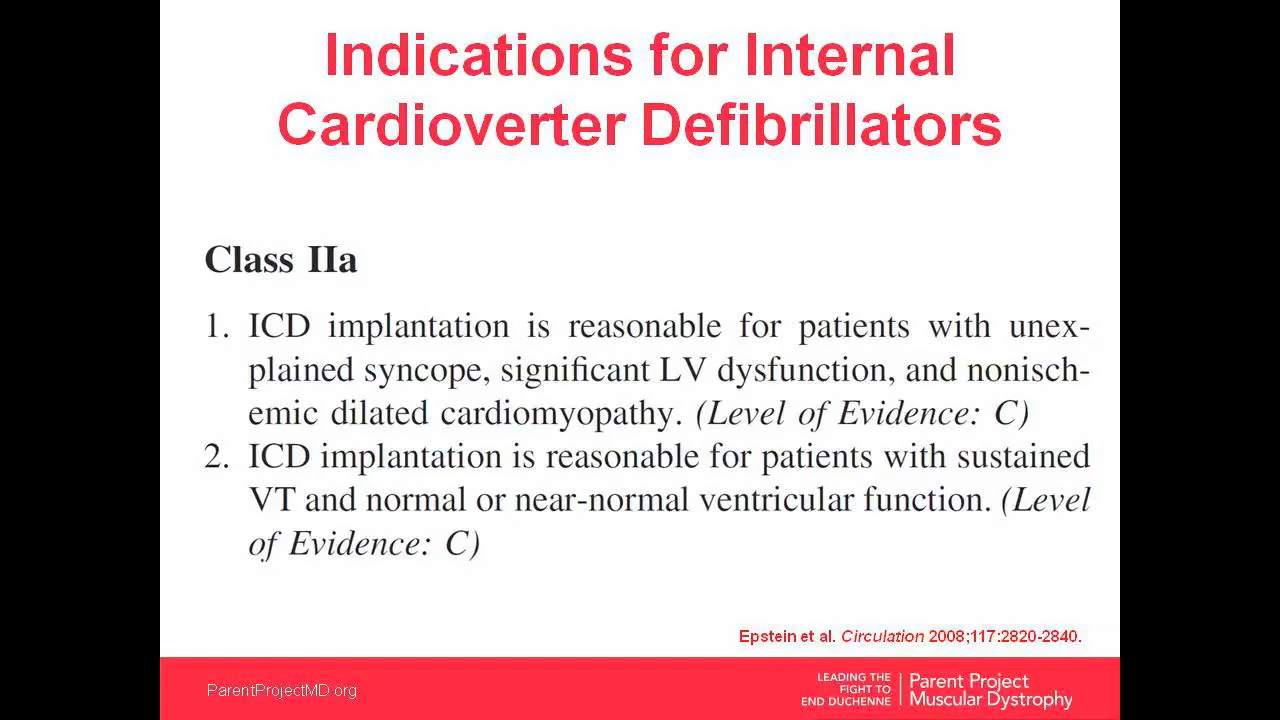 Indications for Internal
Cardioverter Defibrillators
Class IIa
1. ICD implantation is reasonable for patients with unex-
plained syncope, significant LV dysfunction, and nonisch-
emic dilated cardiomyopathy. (Level of Evidence: C)
2. ICD implantation is reasonable for patients with sustained
VT and normal or near-normal ventricular function. (Level
of Evidence: C)
Epstein et al. Circulation 2008;117:2820-2840.
ParentProjectMD.org
LEADING THE
FIGHT TO
END DUCHENNE
Parent Project
Muscular Dystrophy